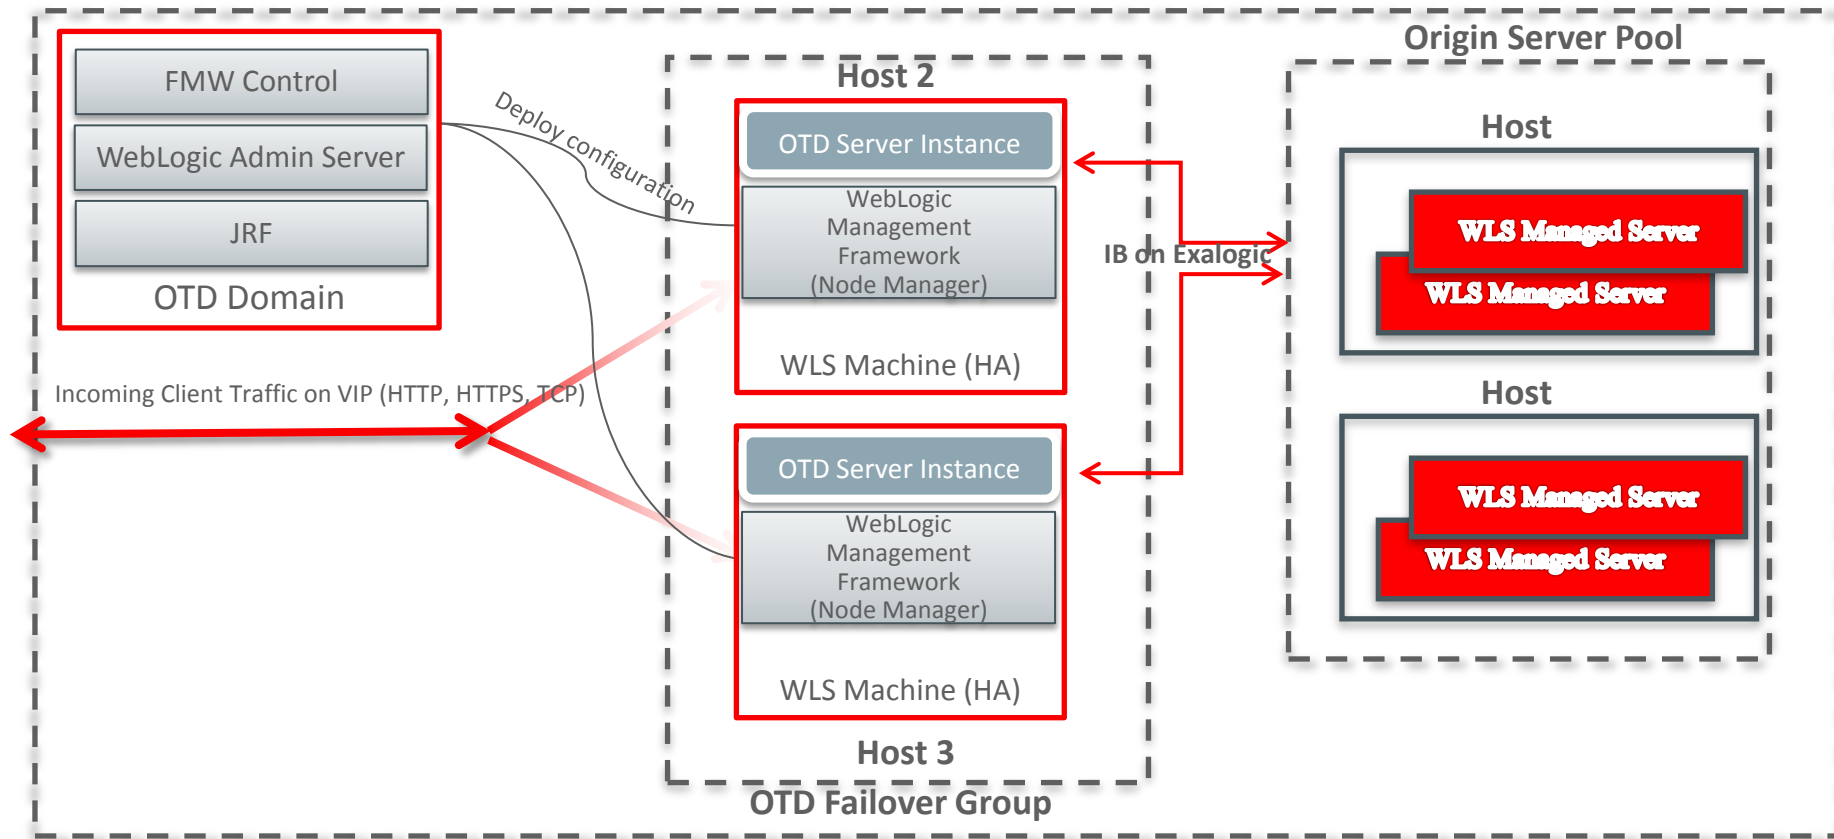 FMW Control
WebLogic Admin Server
JRF
OTD Domain
Deploy configuration
Incoming Client Traffic on VIP (HTTP, HTTPS, TCP)
Host 2
OTD Server Instance
WebLogic
Management
Framework
(Node Manager)
WLS Machine (HA)
OTD Server Instance
WebLogic
Management
Framework
(Node Manager)
WLS Machine (HA)
Host 3
OTD Failover Group
IB on Exalogic
Origin Server Pool
Host
WLS Managed Server
WLS Managed Server
Host
WLS Managed Server
WLS Managed Server